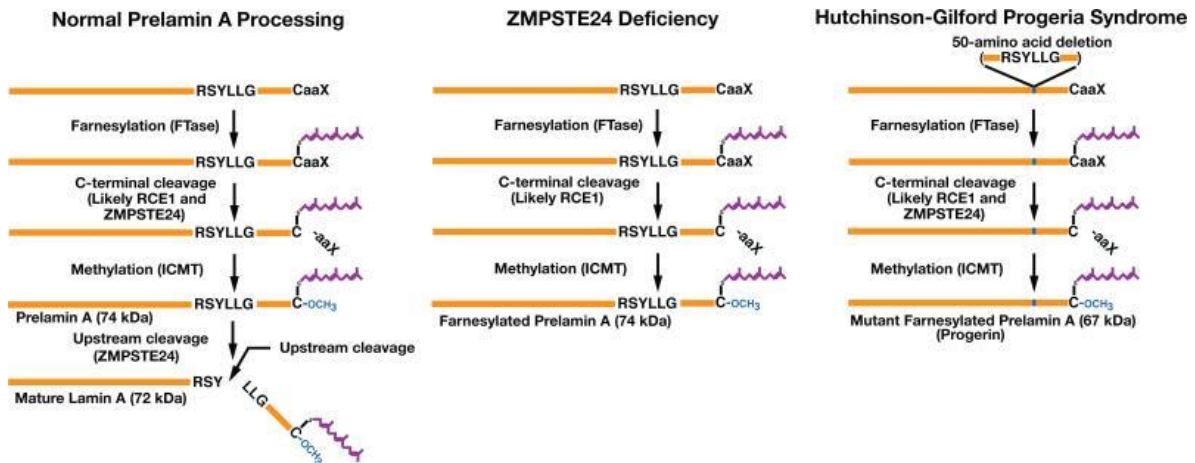 Normal Prelamin A Processing
RSYLLG CaaX
Farnesylation (FTase)
RSYLLG CaaX
C-terminal cleavage
(Likely RCE1 and
ZMPSTE24)
RSYLLG C -aaX
Methylation (ICMT)
RSYLLG C-OCH3
Prelamin A (74 kDa)
Upstream cleavage
(ZMPSTE24)
Upstream cleavage
RSY
Mature Lamin A (72 kDa)
LLG
C-OCH3
ZMPSTE24 Deficiency
RSYLLG CaaX
Farnesylation (FTase)
RSYLLG CaaX
C-terminal cleavage
(Likely RCE1)
RSYLLG C -aaX
Methylation (ICMT)
RSYLLG C-OCH3
Farnesylated Prelamin A (74 kDa)
Hutchinson-Gilford Progeria Syndrome
50-amino acid deletion
( RSYLLG )
CaaX
Farnesylation (FTase)
CaaX
C-terminal cleavage
(Likely RCE1 and
ZMPSTE24)
C -aaX
Methylation (ICMT)
C-OCH3
Mutant Farnesylated Prelamin A (67 kDa)
(Progerin)